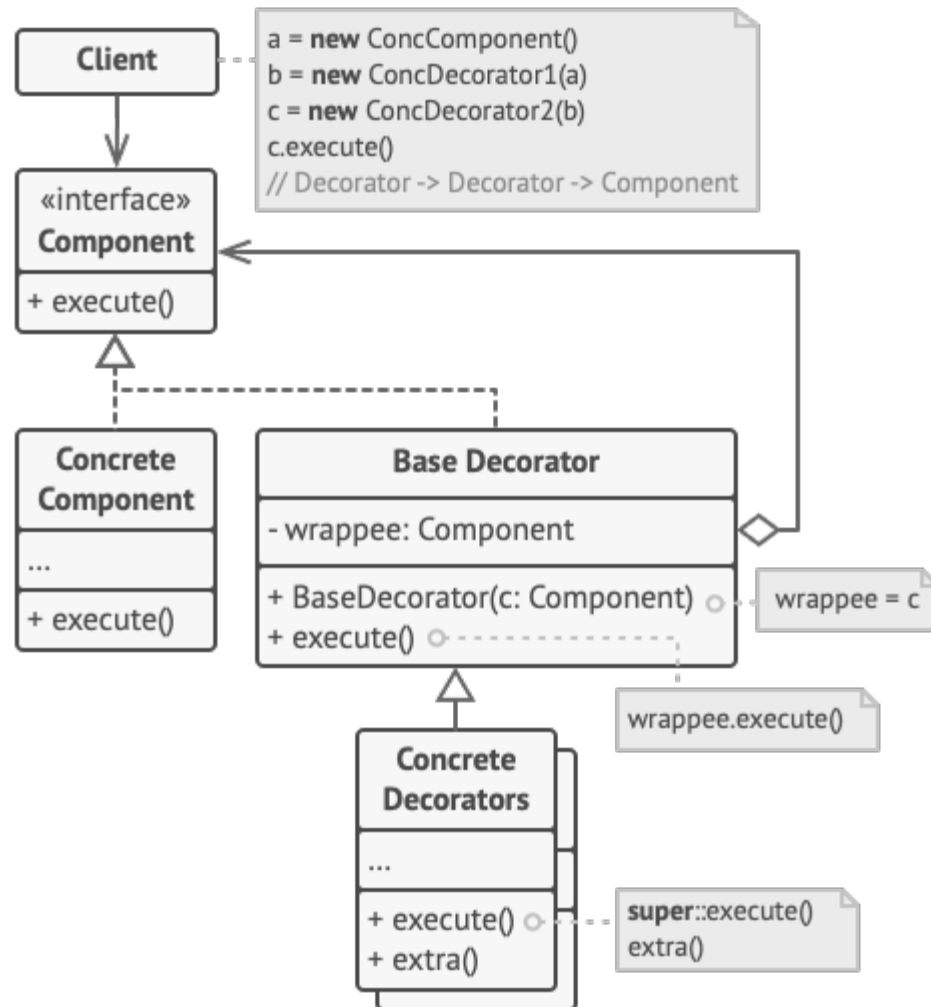 Client
a = new ConcComponent()
b = new ConcDecorator1(a)
c = new ConcDecorator2(b)
c.execute()
// Decorator -> Decorator -> Component
«interface»
Component
+ execute()
Concrete
Component
...
+ execute()
Base Decorator
- wrappee: Component
+ BaseDecorator(c: Component)
+ execute()
wrappee = c
wrappee.execute()
Concrete
Decorators
...
+ execute()
+ extra()
super::execute()
extra()